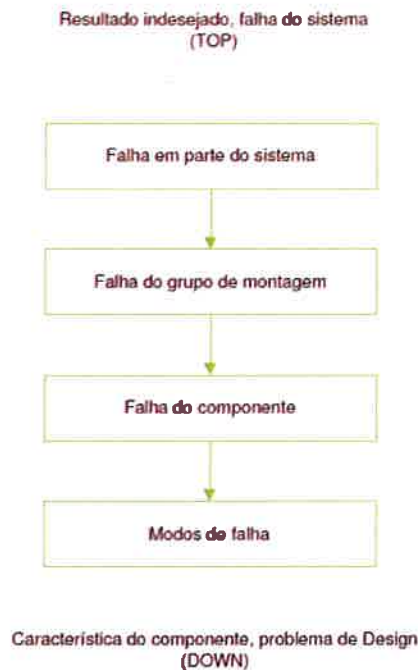 Resultado indesejado, falha do sistema
(TOP)
Falha em parte do sistema
Falha do grupo de montagem
Falha do componente
Modos de falha
Característica do componente, problema de Design
(DOWN)